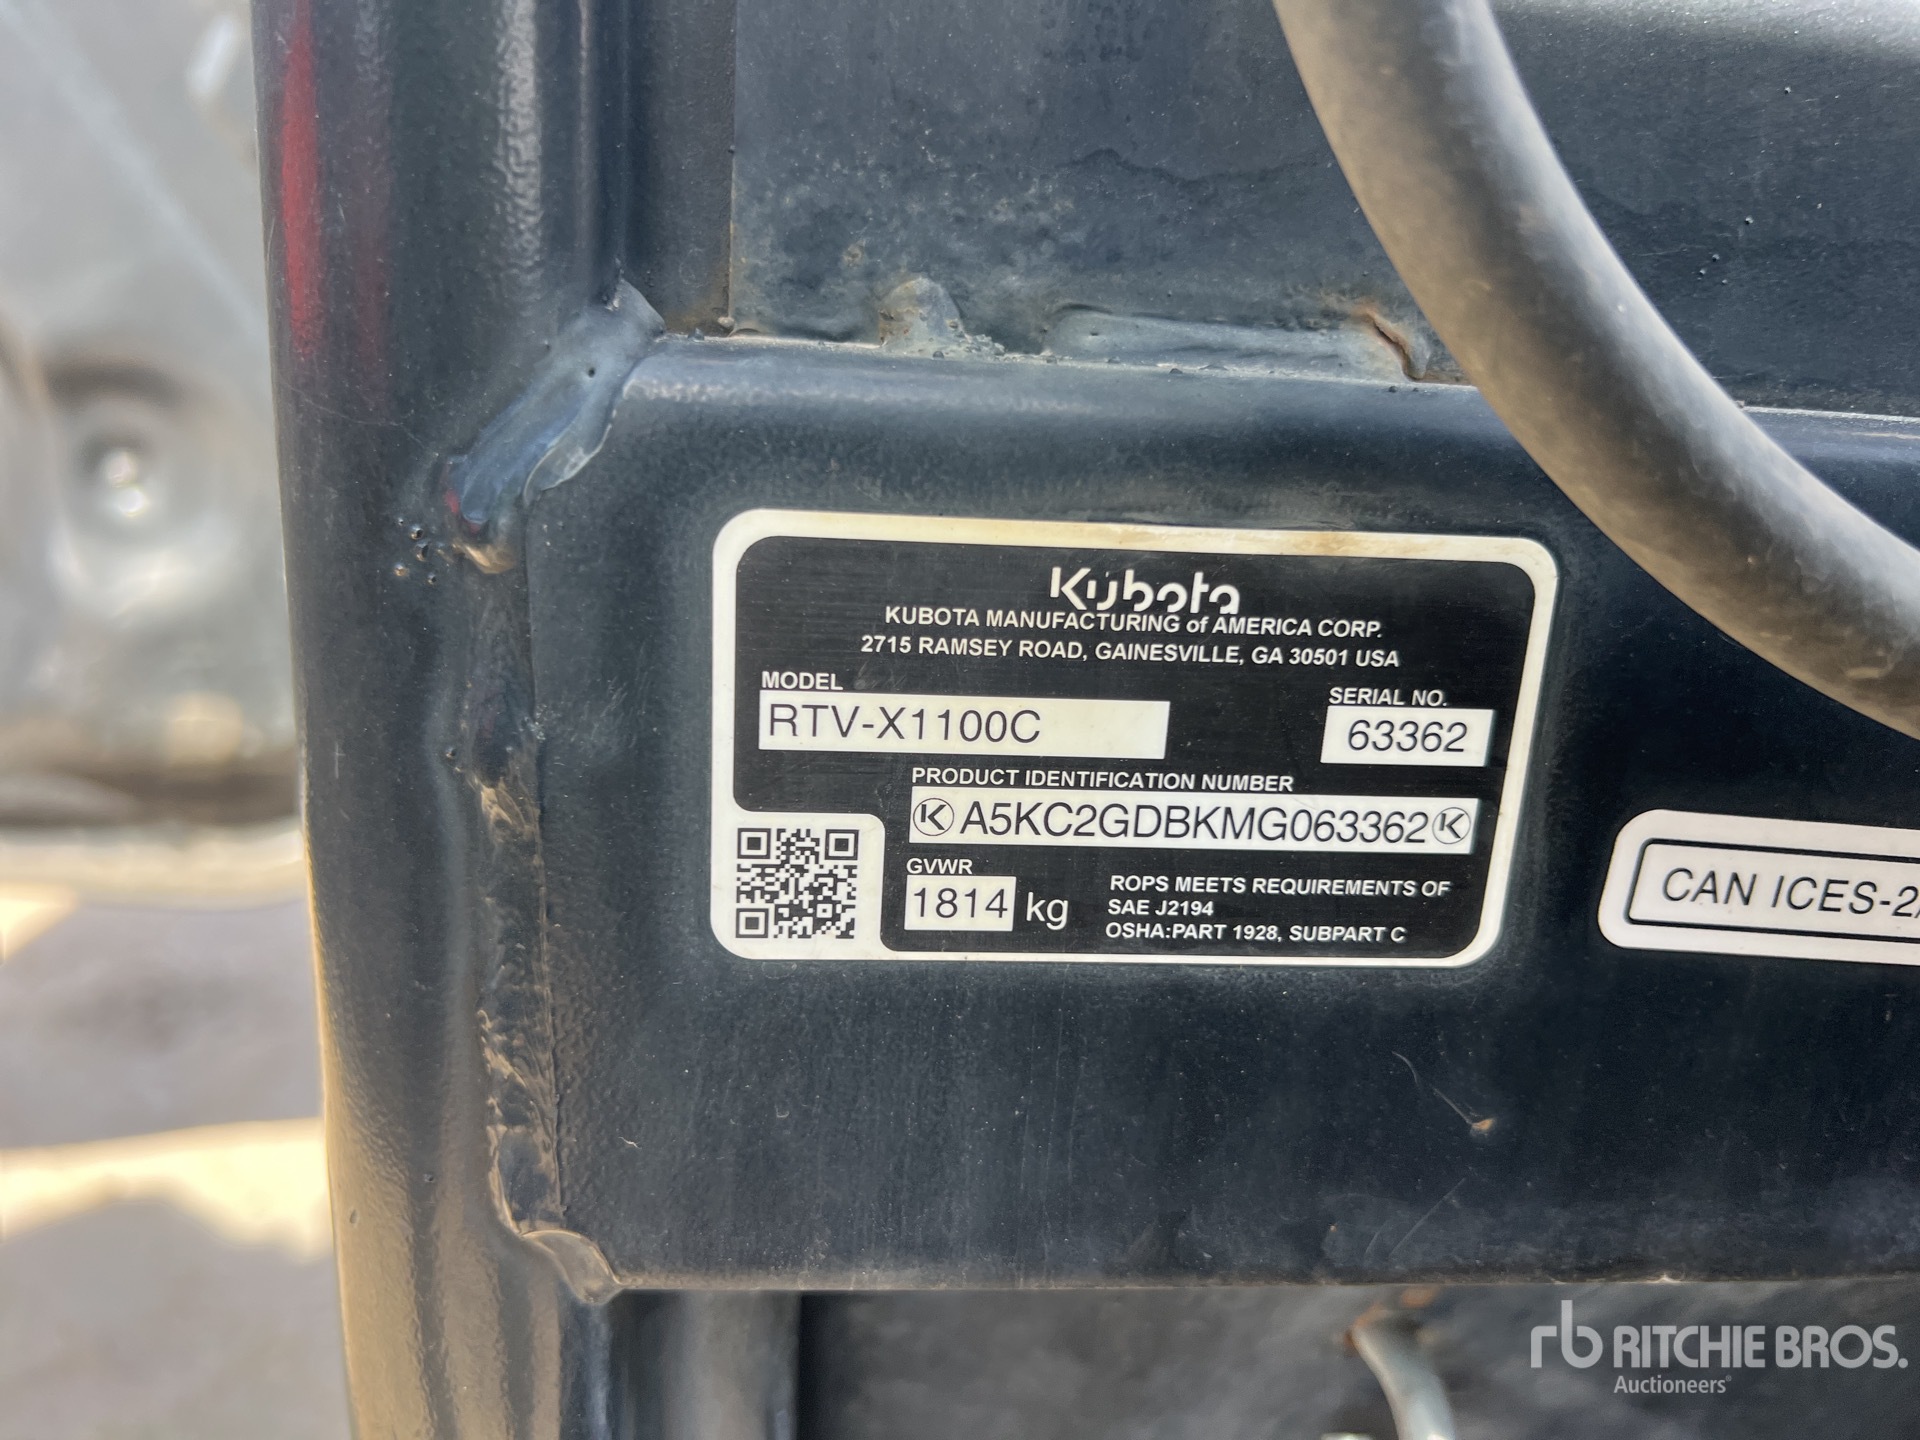 Kubota
KUBOTA MANUFACTURING of AMERICA CORP.
2715 RAMSEY ROAD, GAINESVILLE, GA 30501 USA
MODEL
RTV-X1100C
SERIAL NO.
63362
PRODUCT IDENTIFICATION NUMBER
A5KC2GDBKMG063362
GVWR
1814 kg
ROPS MEETS REQUIREMENTS OF
SAE J2194
OSHA:PART 1928, SUBPART C
CAN ICES-2/
rb RITCHIE BROS.
Auctioneers